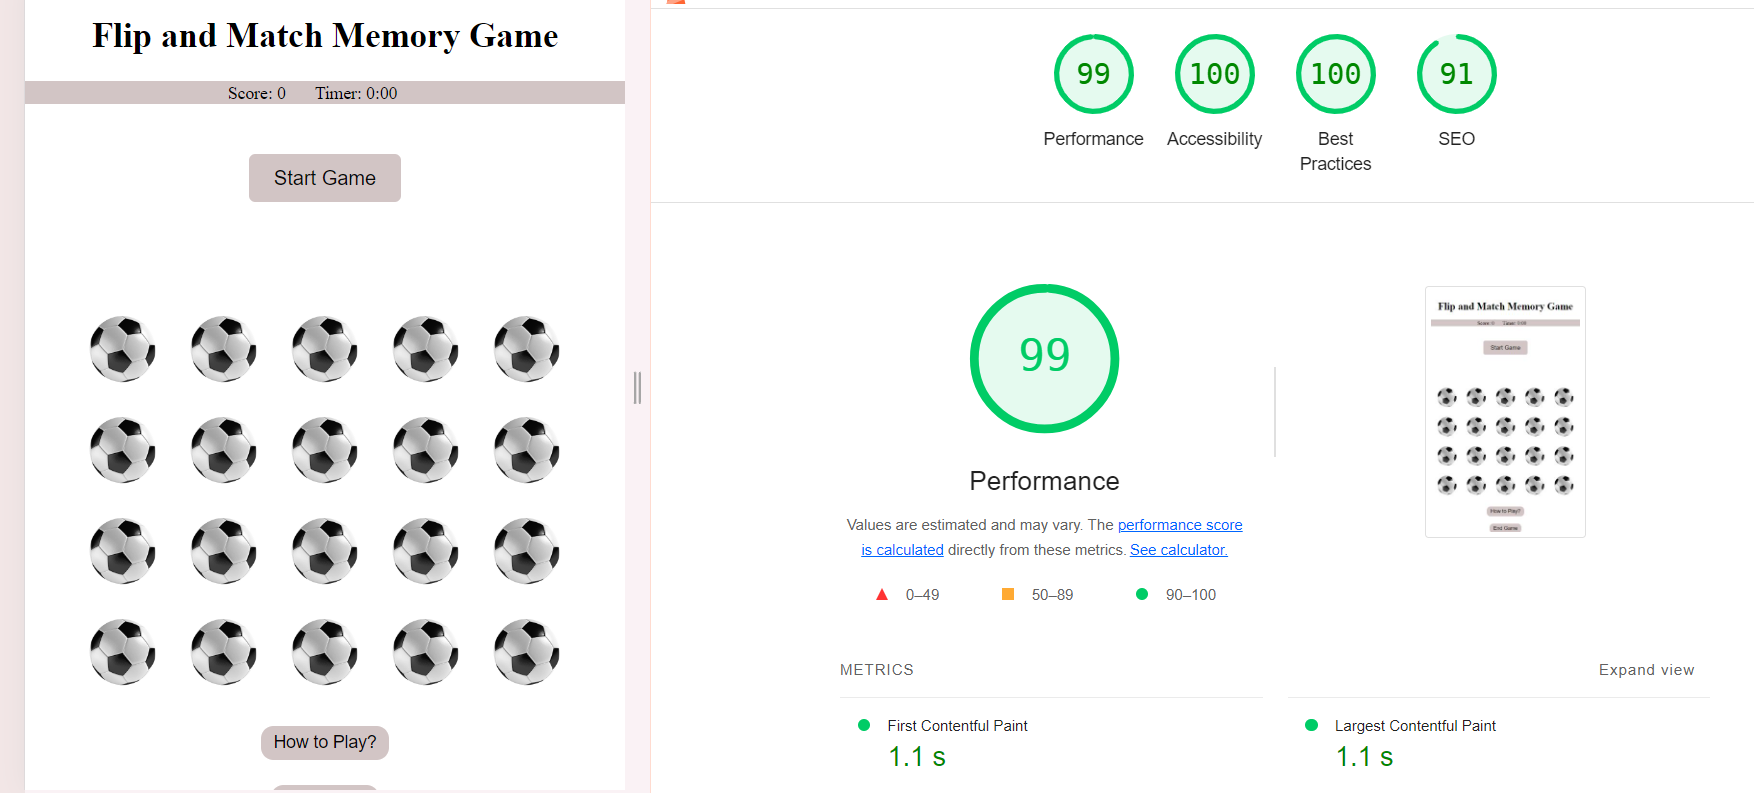 Flip and Match Memory Game
Score: 0 Timer: 0:00
Start Game
How to Play?
99 100 100 91
Performance Accessibility Best Practices SEO
99
Performance
Values are estimated and may vary. The performance score
is calculated directly from these metrics. See calculator.
0–49 50–89 90–100
Flip and Match Memory Game
Score: 0 Timer: 0:00
Start Game
How to Play?
End Game
METRICS
Expand view
First Contentful Paint
1.1 s
Largest Contentful Paint
1.1 s